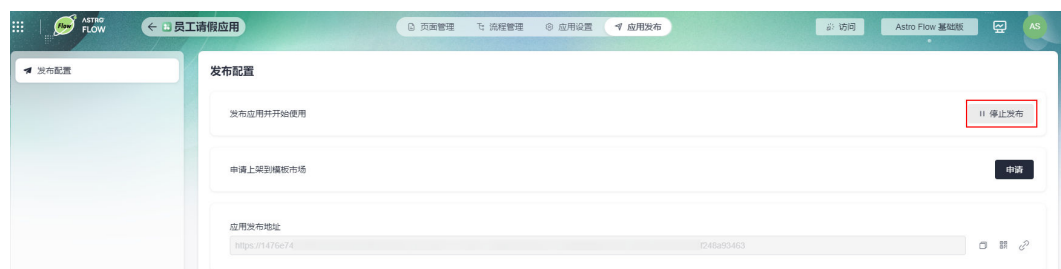 Flow ASTRO FLOW
员工请假应用
页面管理 流程管理 应用设置 应用发布
访问 Astro Flow 基础版 AS
发布配置
发布配置
发布应用并开始使用 停止发布
申请上架到模板市场 申请
应用发布地址
https://1476e74 f248a93463